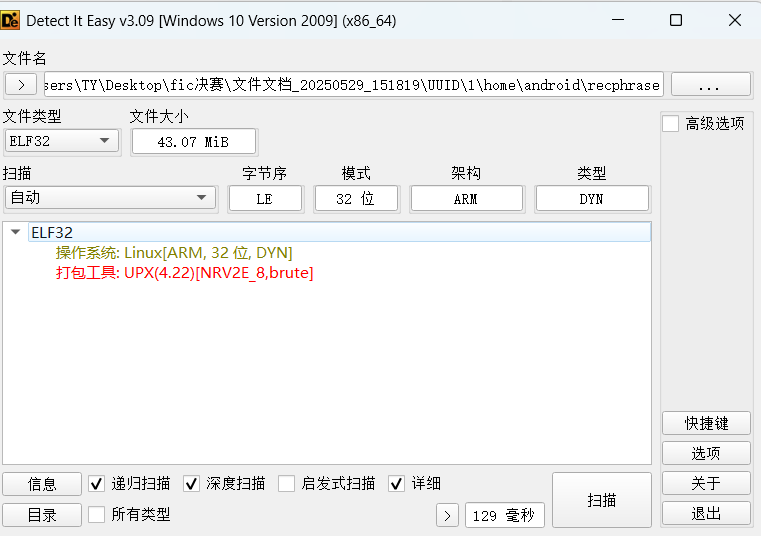 Detect It Easy v3.09 [Windows 10 Version 2009] (x86_64)
文件名
> sers\TY\Desktop\fic决赛\文件文档_20250529_151819\UUID\1\home\android\recphrase ...
文件类型 文件大小 高级选项
ELF32 43.07 MiB
扫描 字节序 模式 架构 类型
自动 LE 32 位 ARM DYN
ELF32
操作系统: Linux[ARM, 32 位, DYN]
打包工具: UPX(4.22)[NRV2E_8,brute]
快捷键
选项
信息 递归扫描 深度扫描 启发式扫描 详细 扫描 关于
目录 所有类型 > 129 毫秒 退出